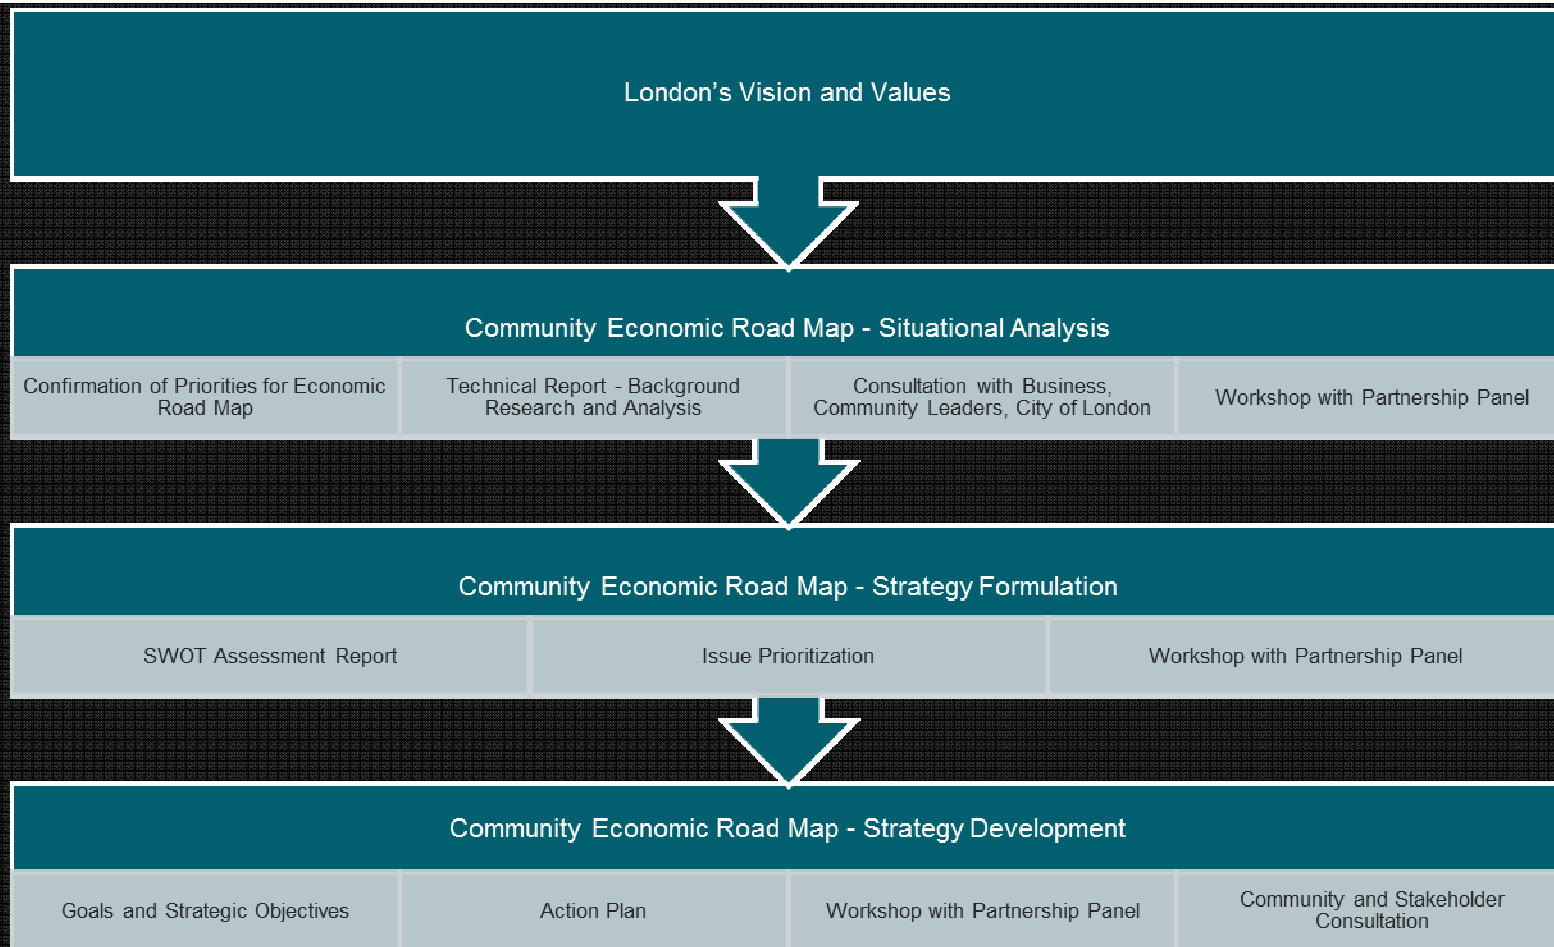 London’s Vision and Values
Community Economic Road Map - Situational Analysis
Confirmation of Priorities for Economic
Road Map
Technical Report - Background
Research and Analysis
Consultation with Business,
Community Leaders, City of London
Workshop with Partnership Panel
Community Economic Road Map - Strategy Formulation
SWOT Assessment Report
Issue Prioritization
Workshop with Partnership Panel
Community Economic Road Map - Strategy Development
Goals and Strategic Objectives
Action Plan
Workshop with Partnership Panel
Community and Stakeholder
Consultation